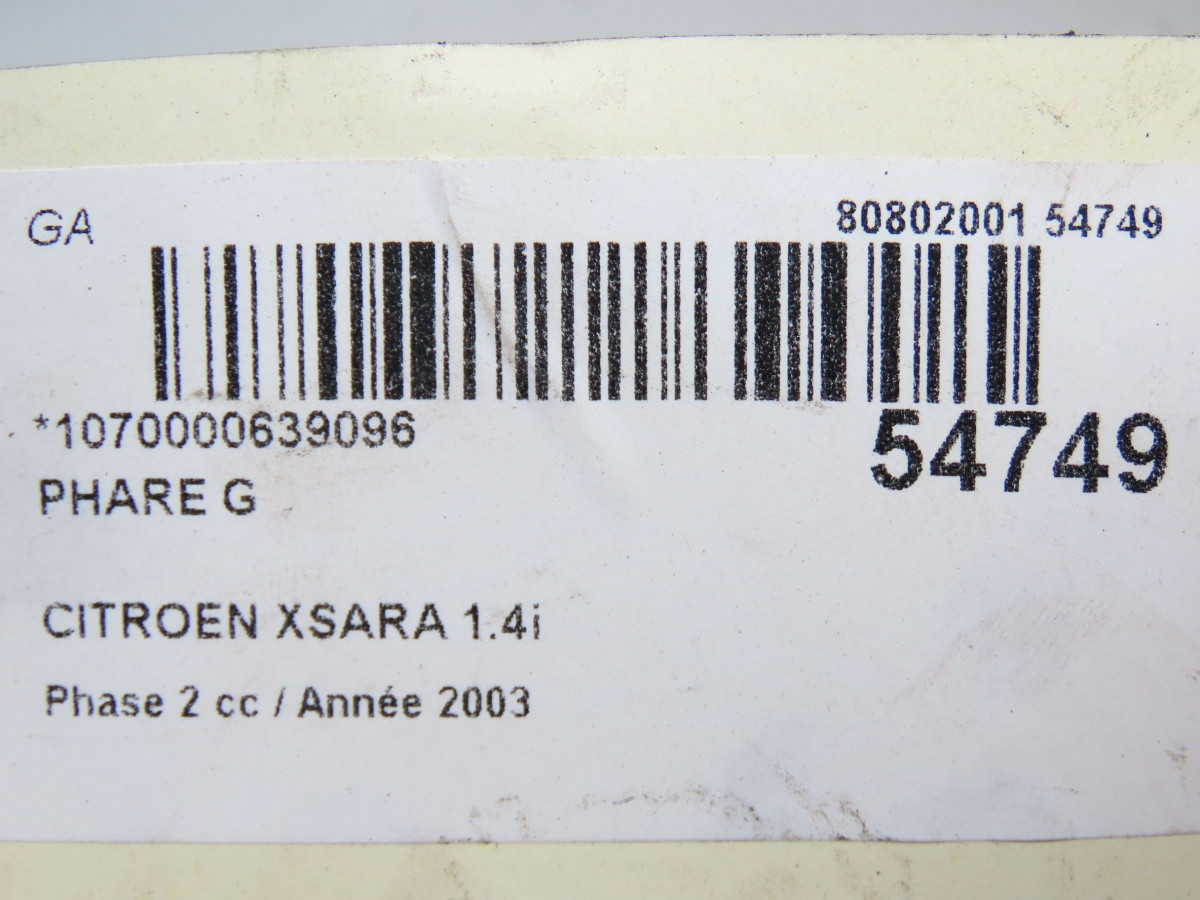 GA
80802001 54749
*1070000639096
54749
PHARE G
CITROEN XSARA 1.4i
Phase 2 cc / Année 2003